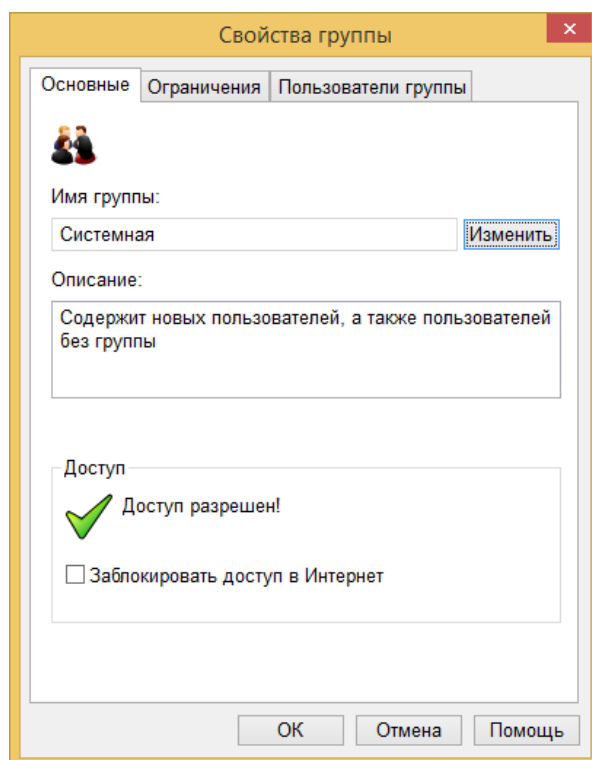 Свойства группы
Основные Ограничения Пользователи группы
Имя группы:
Системная Изменить
Описание:
Содержит новых пользователей, а также пользователей
без группы
Доступ
Доступ разрешен!
Заблокировать доступ в Интернет
ОК Отмена Помощь